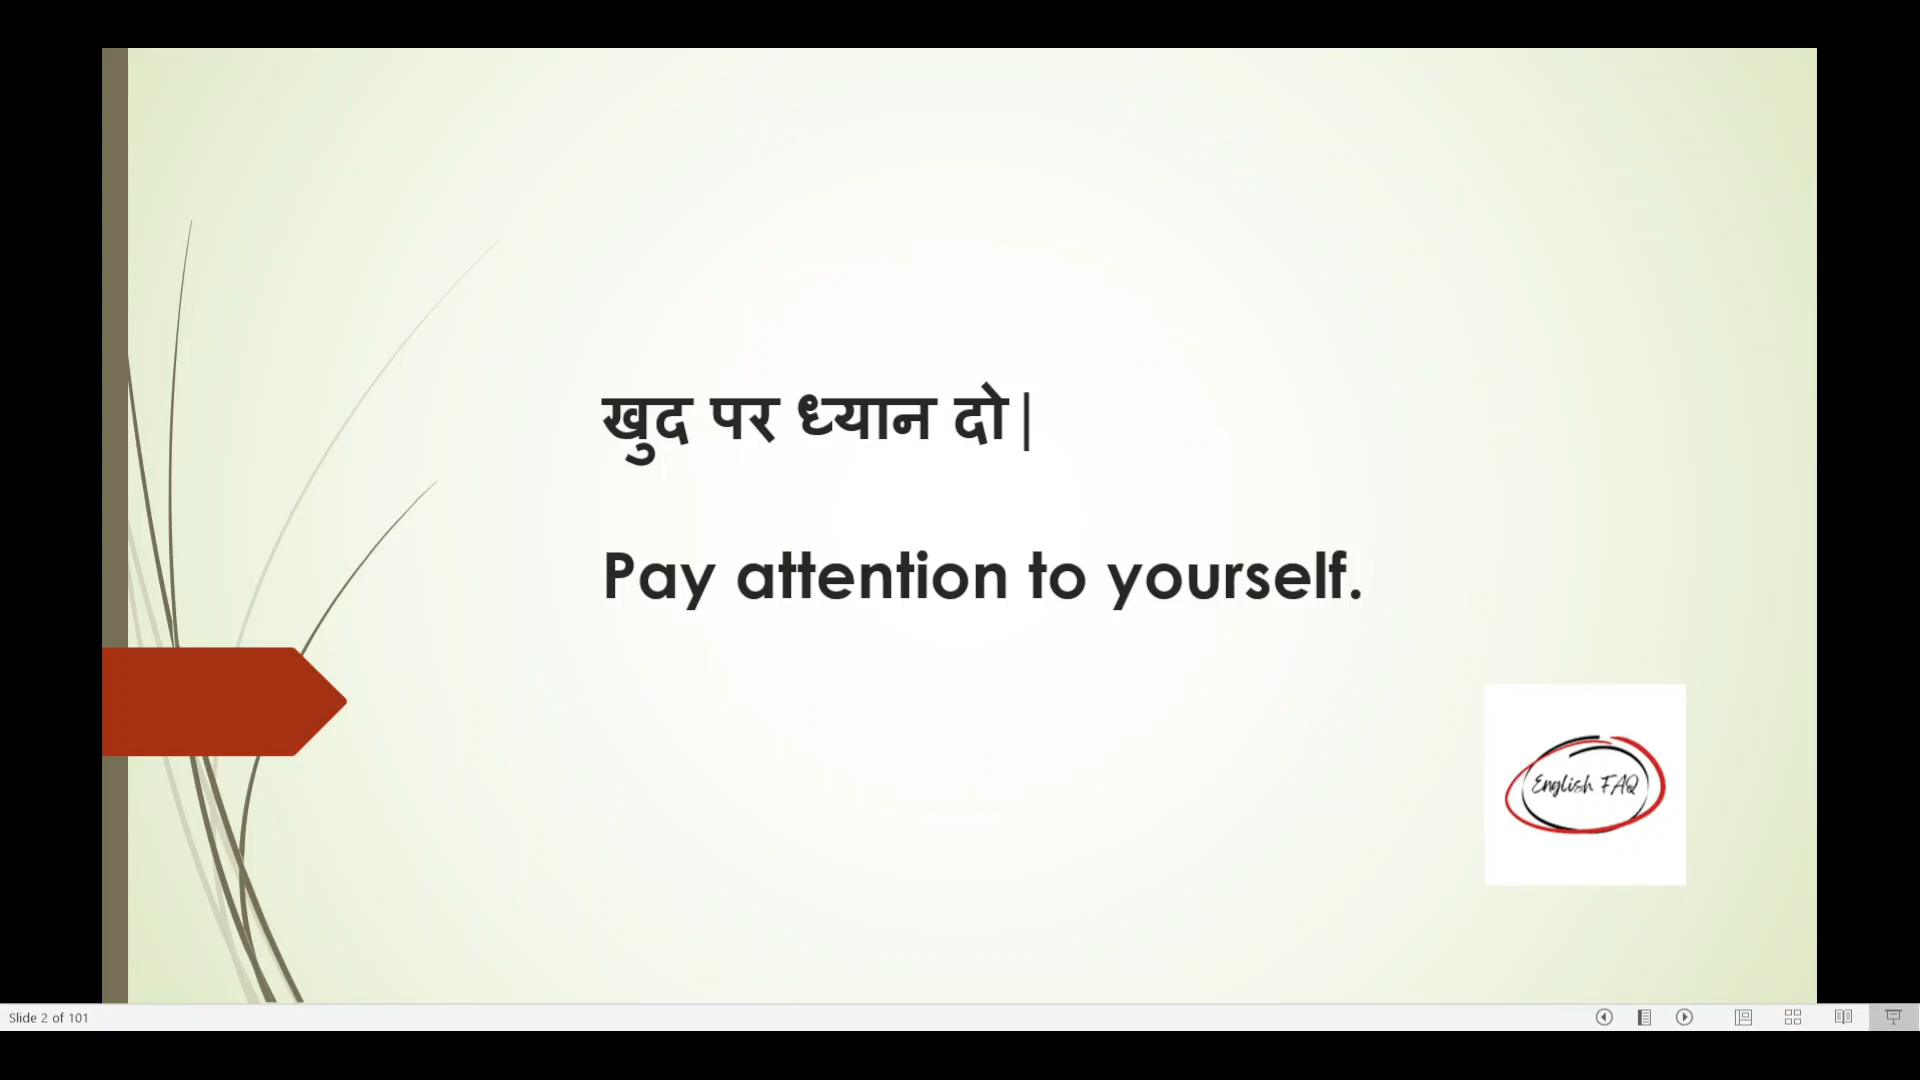 खुद पर ध्यान दो|
Pay attention to yourself.
English FAQ
Slide 2 of 101